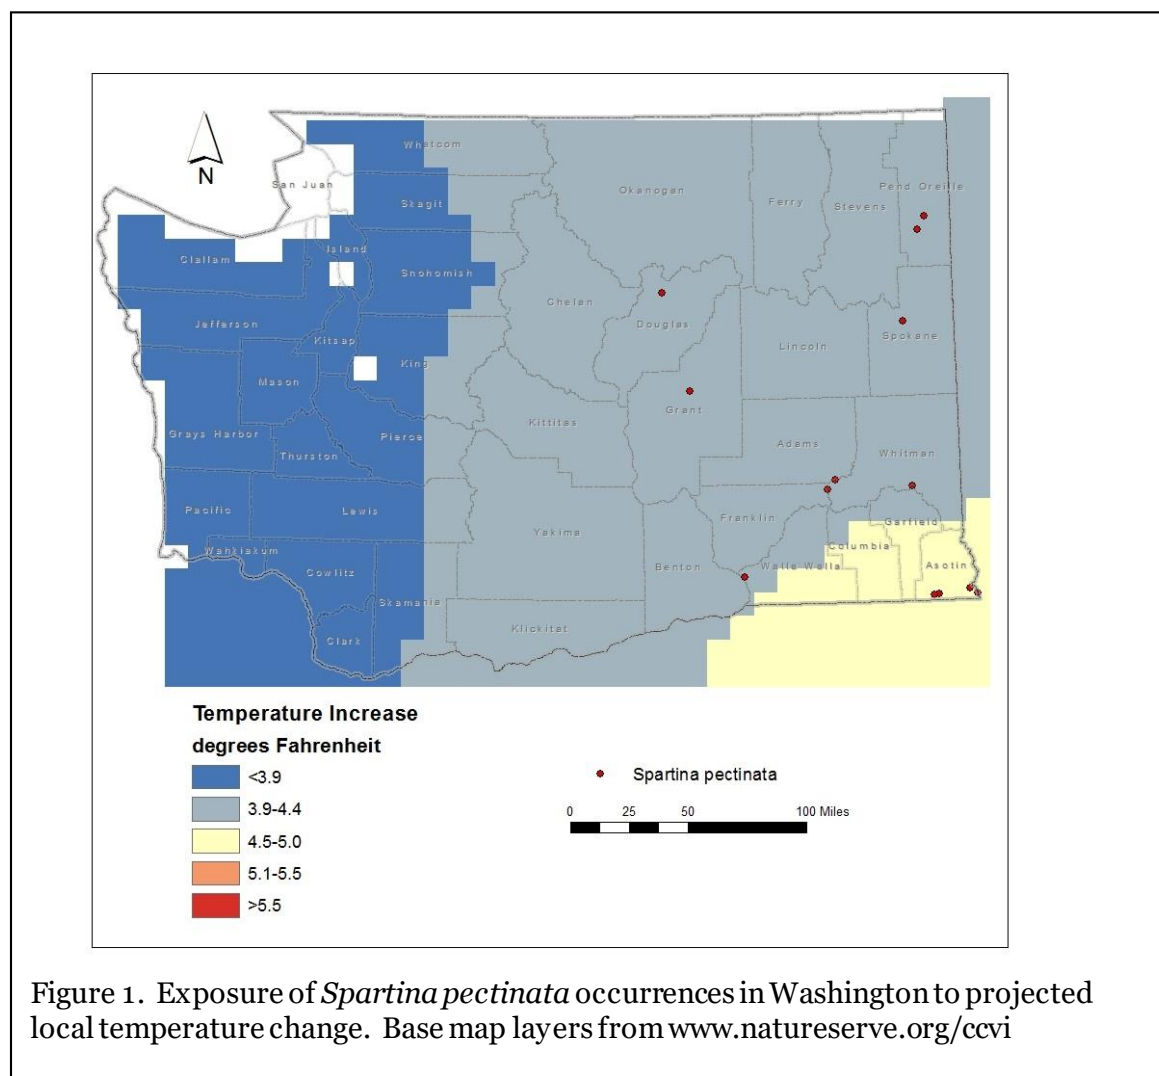 N
Whatcom
San Juan
Okanogan
Ferry
Stevens
Pend Oreille
Skagit
Clallam
Island
Snohomish
Chelan
Jefferson
Kitsap
Douglas
Lincoln
Spokane
Mason
King
Grant
Grays Harbor
Thurston
Pierce
Kittitas
Adams
Whitman
Pacific
Lewis
Yakima
Franklin
Garfield
Wahkiakum
Cowlitz
Benton
Walla Walla
Columbia
Asotin
Skamania
Klickitat
Clark
Temperature Increase
degrees Fahrenheit
<3.9
3.9-4.4
4.5-5.0
5.1-5.5
>5.5
Spartina pectinata
0 25 50 100 Miles
Figure 1. Exposure of Spartina pectinata occurrences in Washington to projected
local temperature change. Base map layers from www.natureserve.org/ccvi